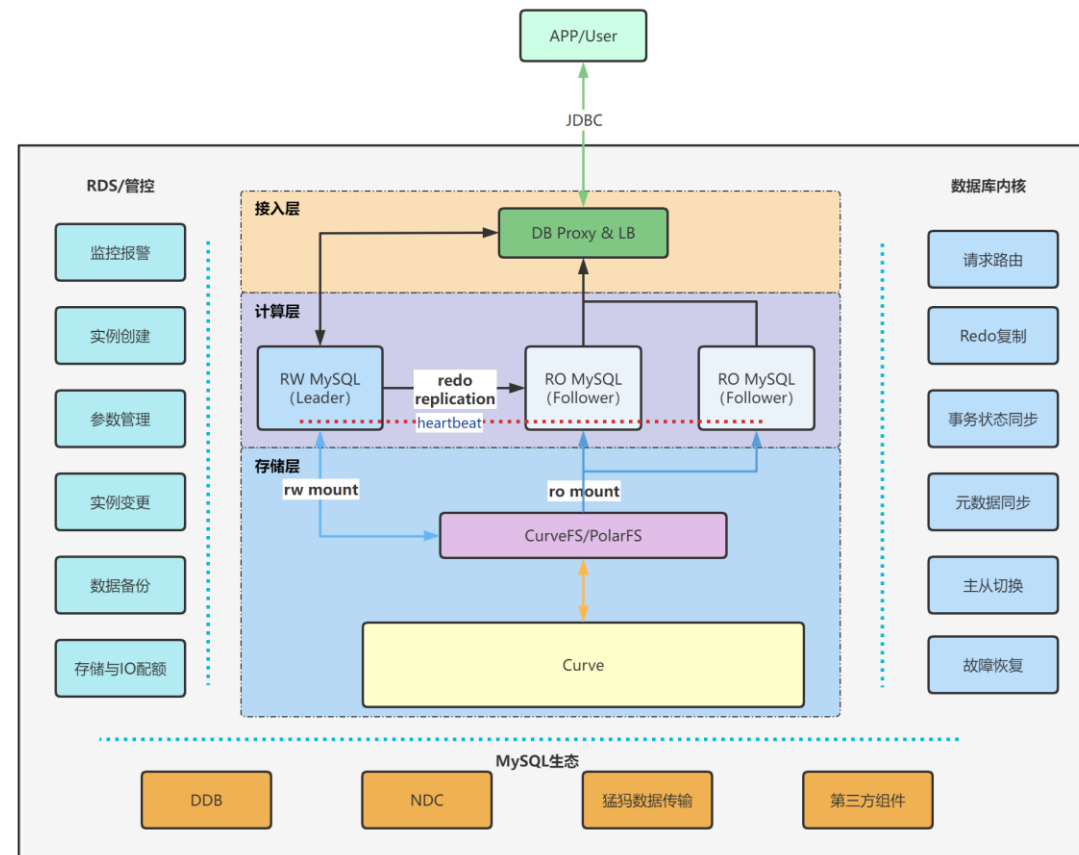 APP/User
JDBC
RDS/管控
监控报警
实例创建
参数管理
实例变更
数据备份
存储与IO配额
接入层
DB Proxy & LB
计算层
RW MySQL
(Leader)
redo
replication
RO MySQL
(Follower)
RO MySQL
(Follower)
heartbeat
存储层
rw mount
ro mount
CurveFS/PolarFS
Curve
数据库内核
请求路由
Redo复制
事务状态同步
元数据同步
主从切换
故障恢复
MySQL生态
DDB
NDC
猛犸数据传输
第三方组件